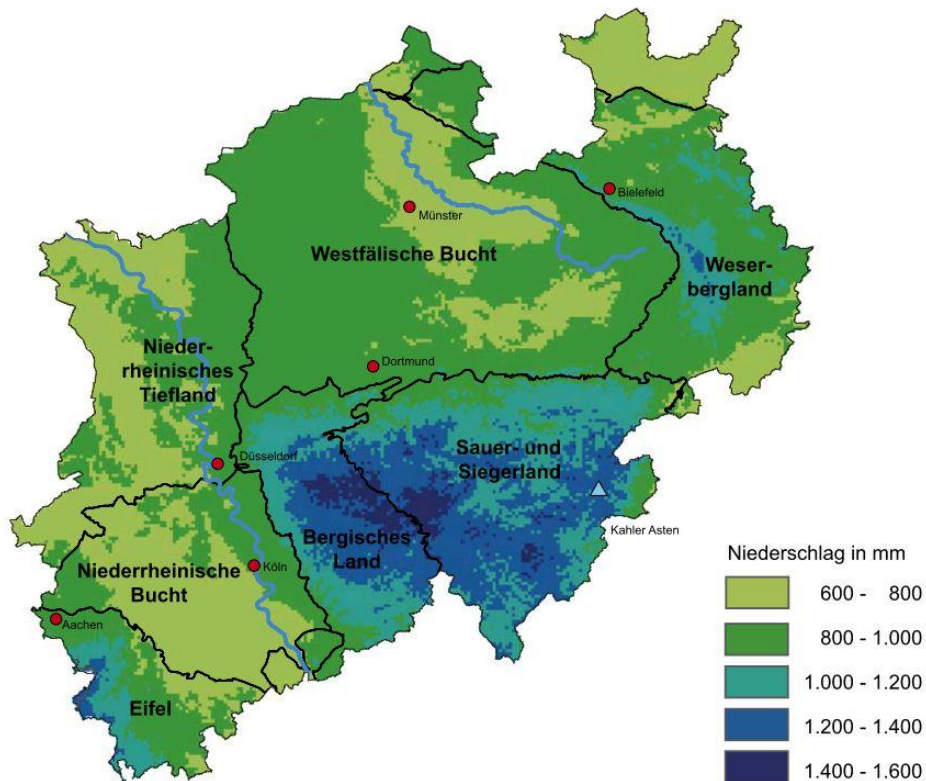 Bielefeld
Münster
Westfälische Bucht
Weser-
bergland
Nieder-
rheinisches
Tiefland
Dortmund
Düsseldorf
Sauer- und
Siegerland
Kahler Asten
Bergisches
Land
Niederrheinische
Bucht
Köln
Aachen
Eifel
Niederschlag in mm
600 - 800
800 - 1.000
1.000 - 1.200
1.200 - 1.400
1.400 - 1.600